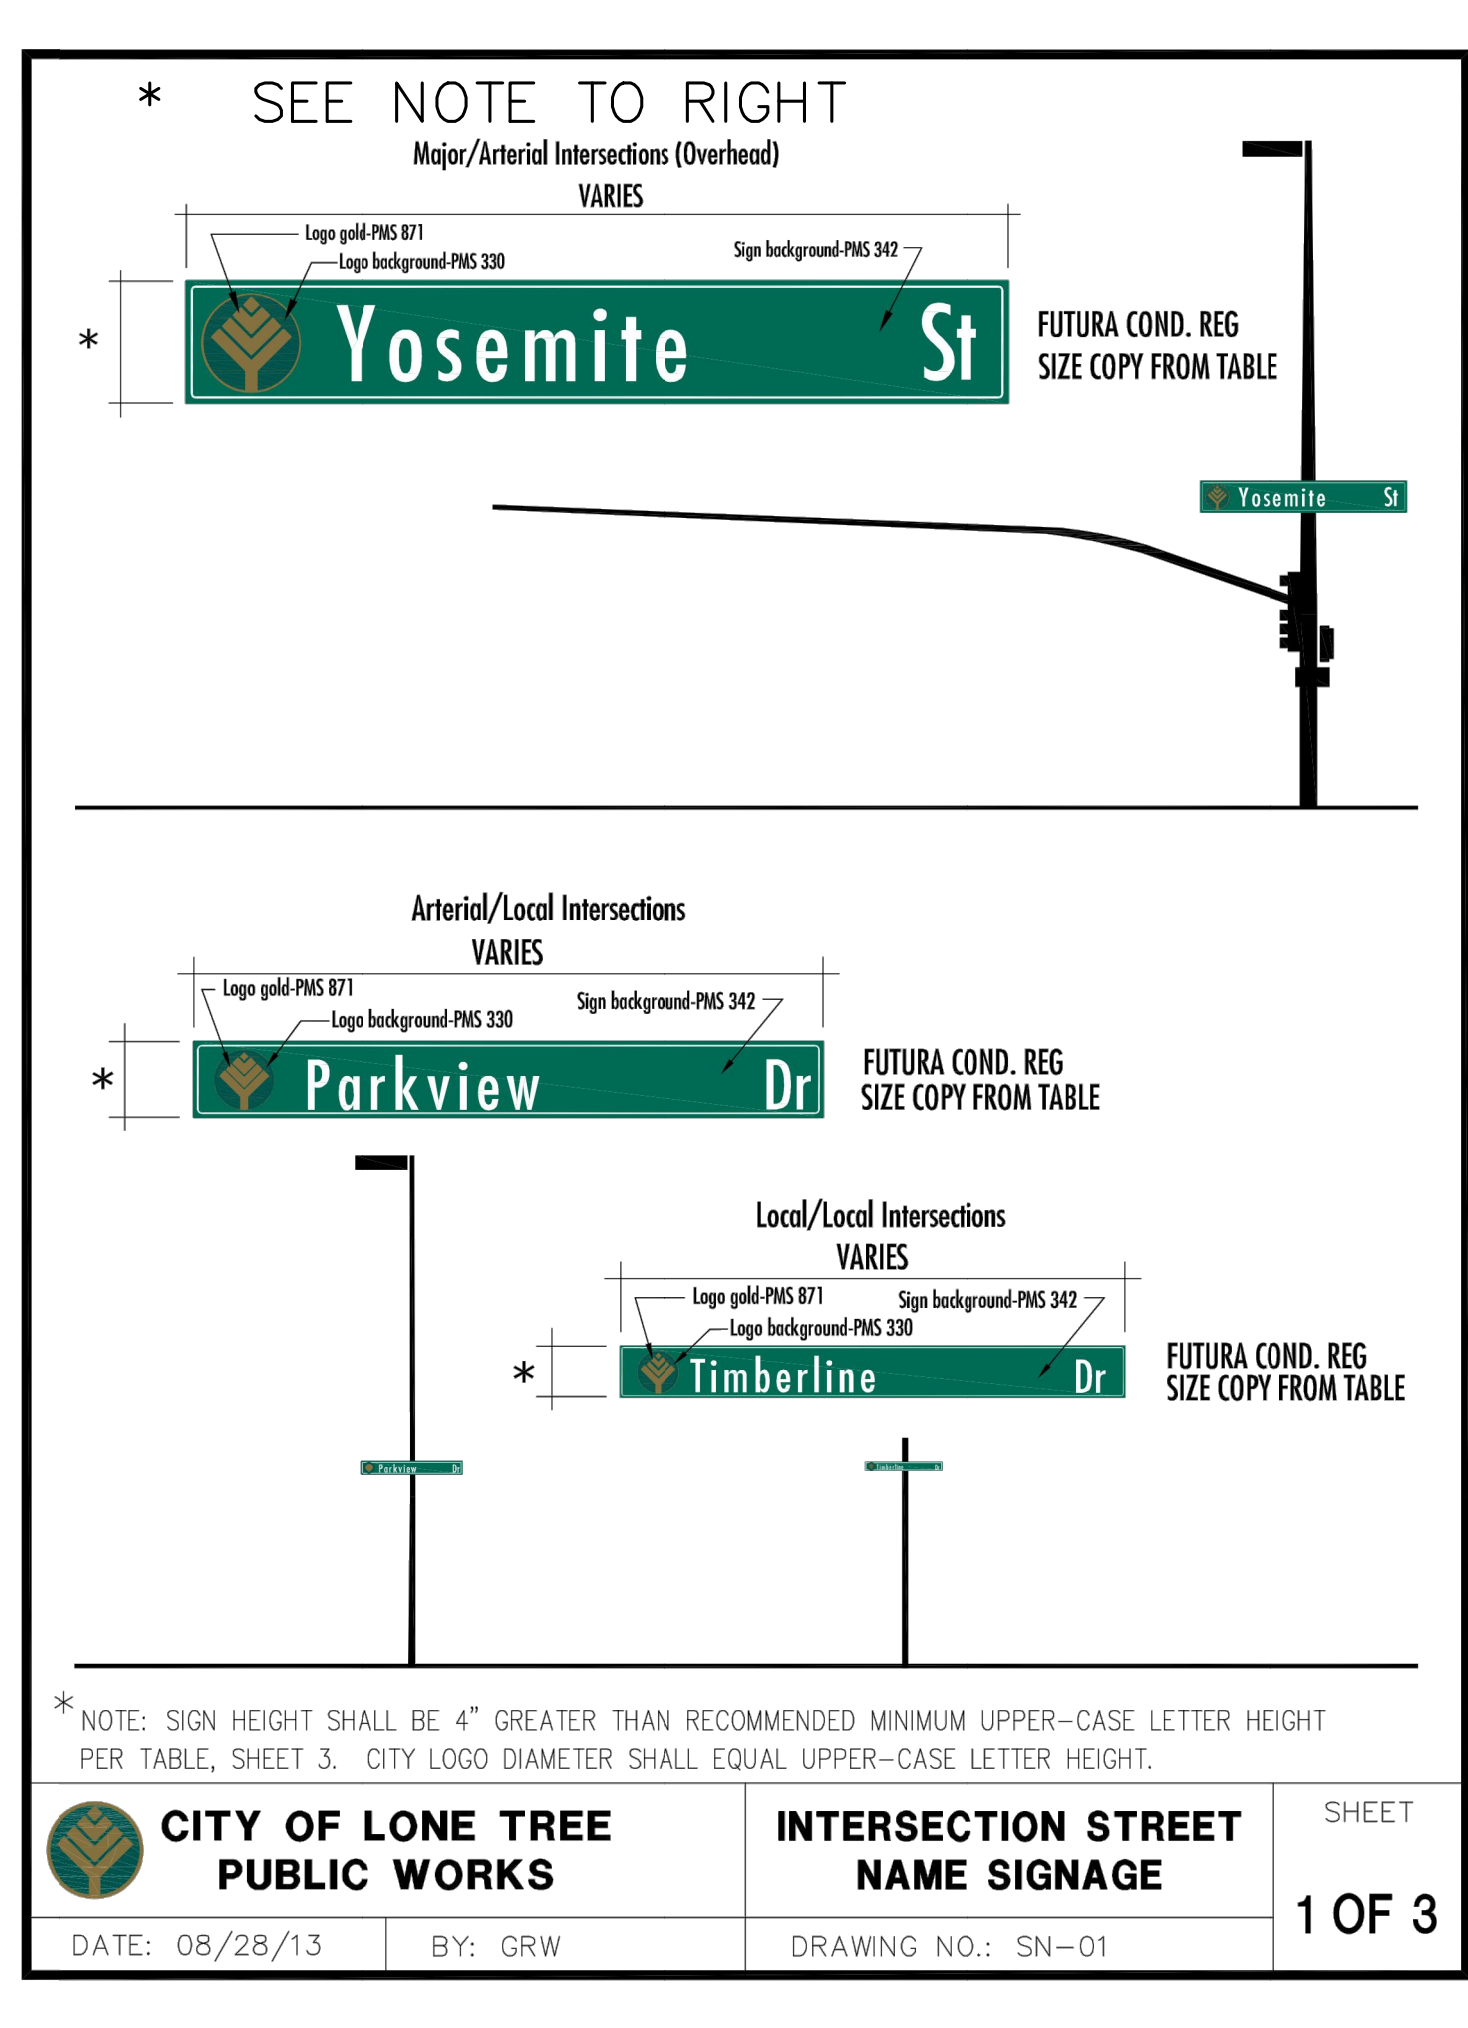 * SEE NOTE TO RIGHT
Major/Arterial Intersections (Overhead)
VARIES
Logo gold-PMS 871
Logo background-PMS 330
Sign background-PMS 342
*
Yosemite St
FUTURA COND. REG
SIZE COPY FROM TABLE
Yosemite St
Arterial/Local Intersections
VARIES
Logo gold-PMS 871
Logo background-PMS 330
Sign background-PMS 342
*
Parkview Dr
FUTURA COND. REG
SIZE COPY FROM TABLE
Local/Local Intersections
VARIES
Logo gold-PMS 871
Sign background-PMS 342
Logo background-PMS 330
*
Timberline Dr
FUTURA COND. REG
SIZE COPY FROM TABLE
Parkview Dr
Timberline Dr
* NOTE: SIGN HEIGHT SHALL BE 4" GREATER THAN RECOMMENDED MINIMUM UPPER-CASE LETTER HEIGHT
PER TABLE, SHEET 3. CITY LOGO DIAMETER SHALL EQUAL UPPER-CASE LETTER HEIGHT.
CITY OF LONE TREE
PUBLIC WORKS
INTERSECTION STREET
NAME SIGNAGE
SHEET
1 OF 3
DATE: 08/28/13
BY: GRW
DRAWING NO.: SN-01